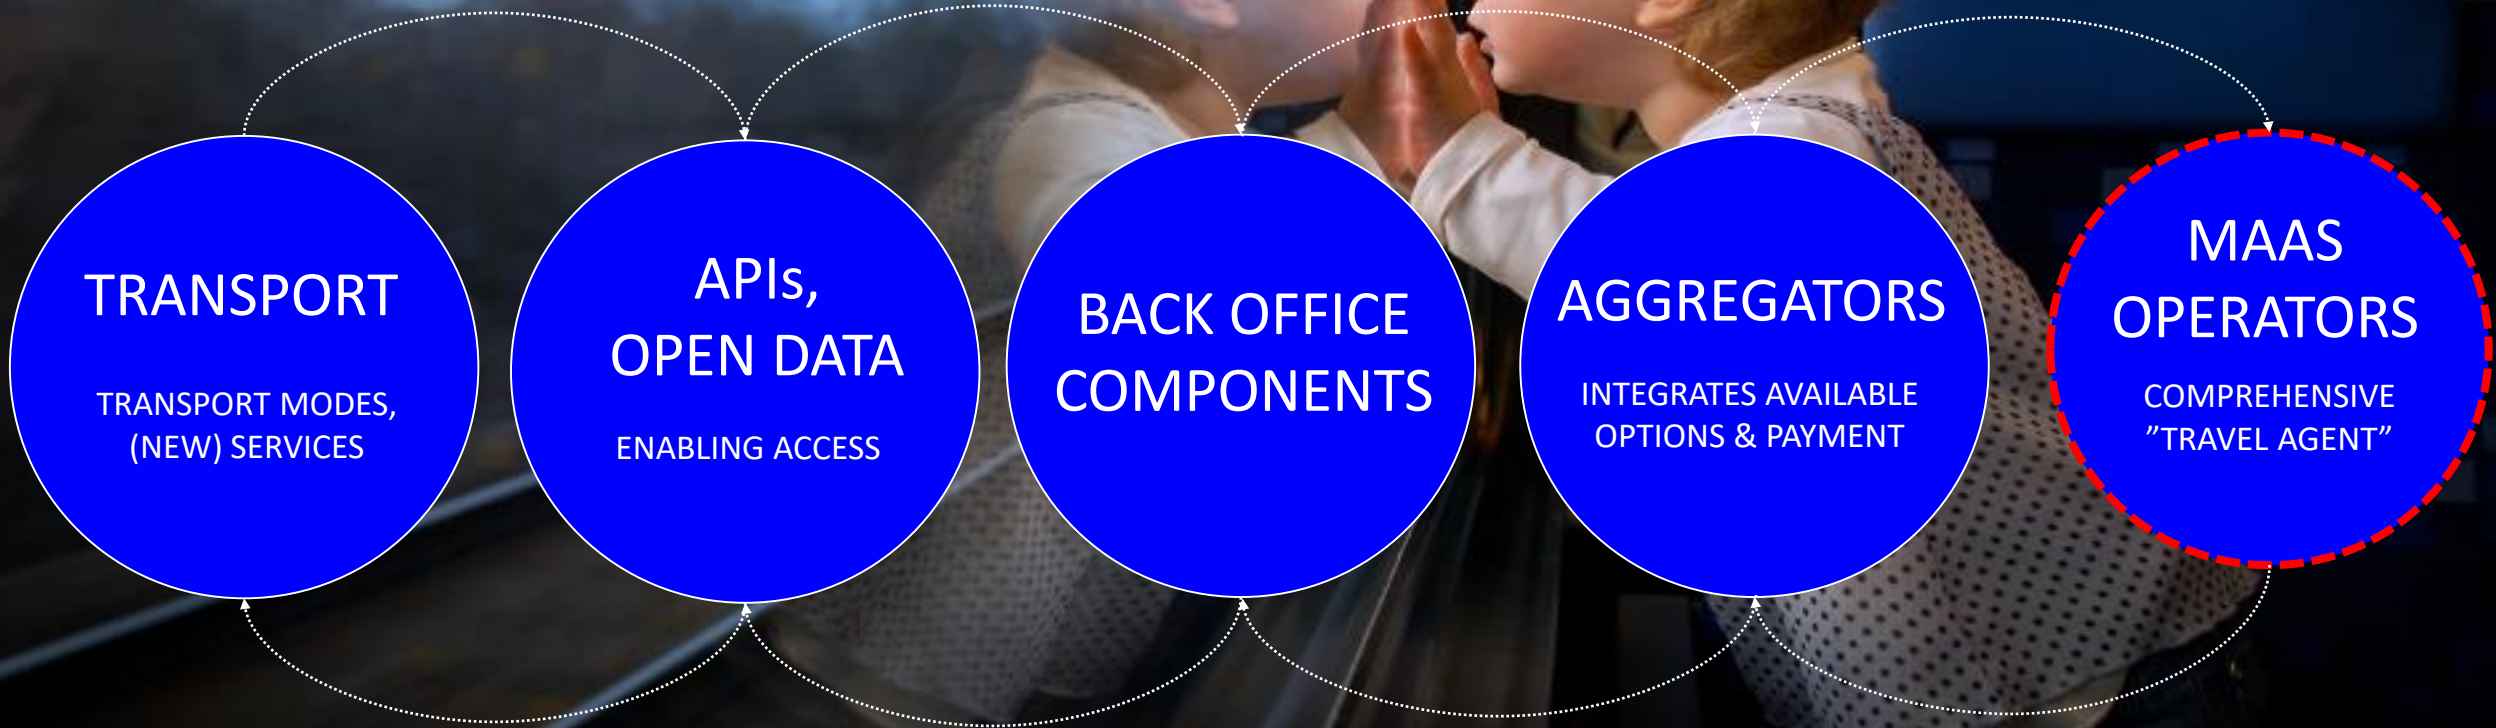 TRANSPORT
TRANSPORT MODES,
(NEW) SERVICES
APIs,
OPEN DATA
ENABLING ACCESS
BACK OFFICE
COMPONENTS
AGGREGATORS
INTEGRATES AVAILABLE
OPTIONS & PAYMENT
MAAS
OPERATORS
COMPREHENSIVE
”TRAVEL AGENT”